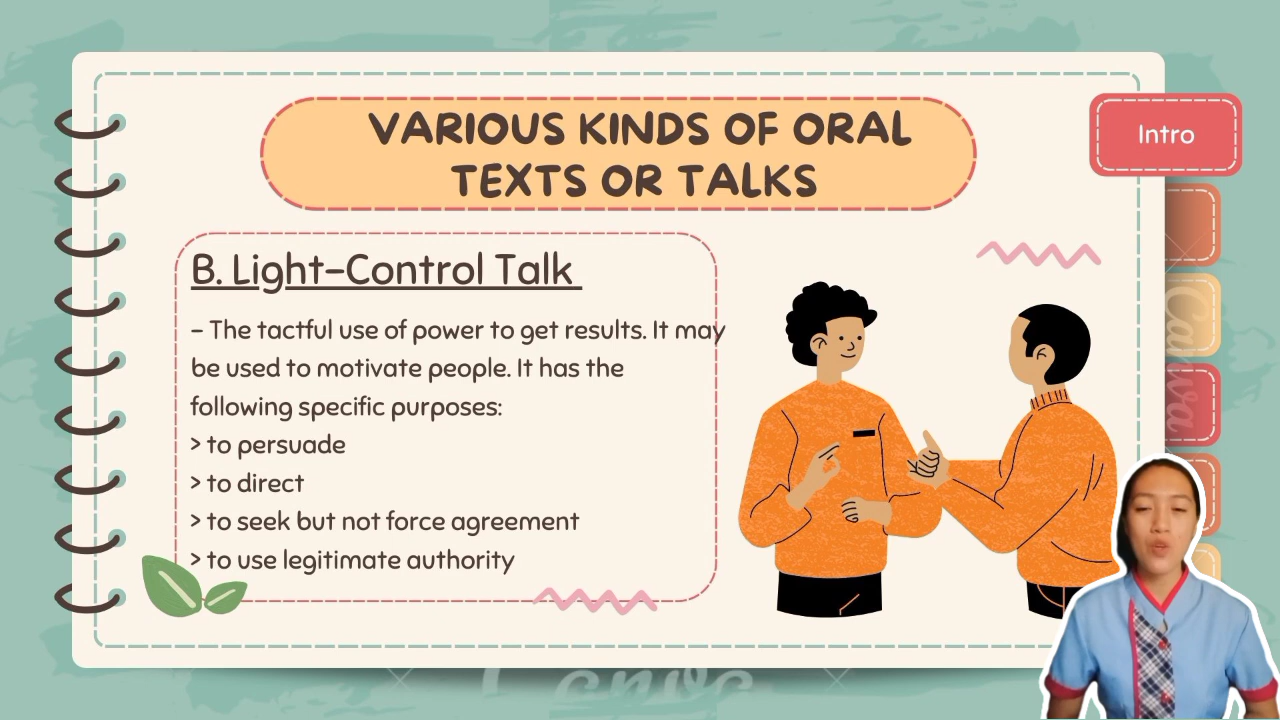 VARIOUS KINDS OF ORAL
TEXTS OR TALKS
Intro
B. Light-Control Talk
- The tactful use of power to get results. It may
be used to motivate people. It has the
following specific purposes:
> to persuade
> to direct
> to seek but not force agreement
> to use legitimate authority
Canva
Canva